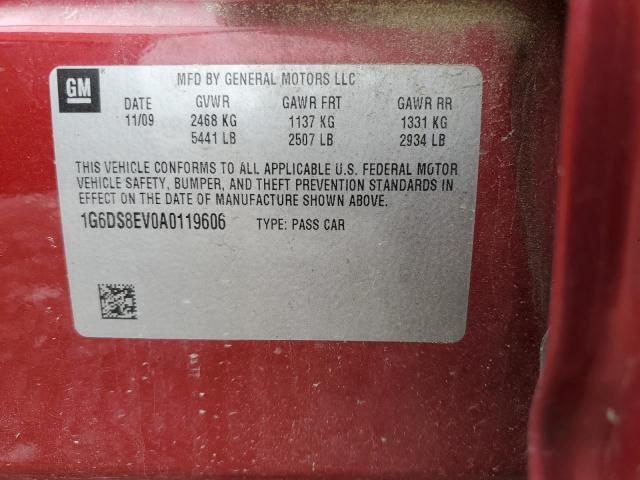 GM
MFD BY GENERAL MOTORS LLC
DATE GVWR GAWR FRT GAWR RR
11/09 2468 KG 1137 KG 1331 KG
5441 LB 2507 LB 2934 LB
THIS VEHICLE CONFORMS TO ALL APPLICABLE U.S. FEDERAL MOTOR
VEHICLE SAFETY, BUMPER, AND THEFT PREVENTION STANDARDS IN
EFFECT ON THE DATE OF MANUFACTURE SHOWN ABOVE.
1G6DS8EV0A0119606 TYPE: PASS CAR